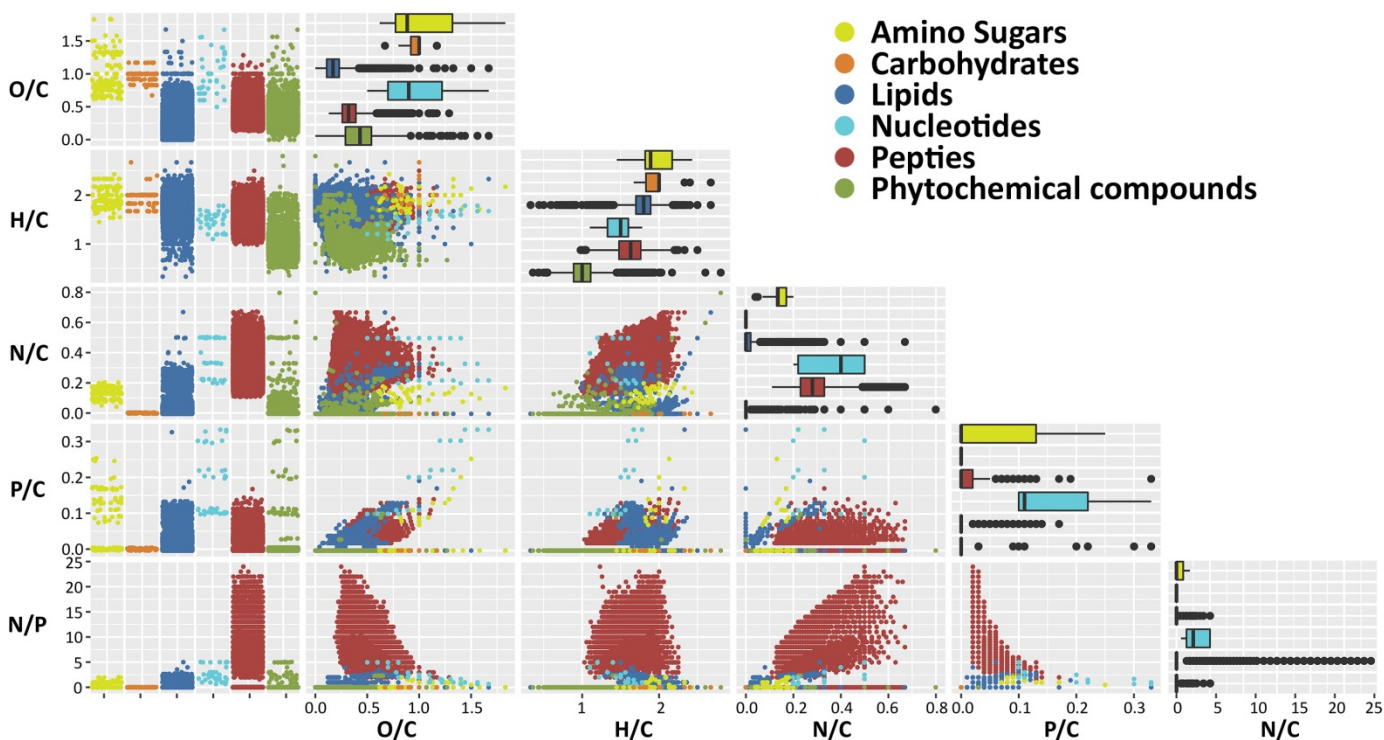 Amino Sugars
Carbohydrates
Lipids
Nucleotides
Pepties
Phytochemical compounds
O/C
1.5
1.0
0.5
0.0
H/C
2
1
N/C
0.8
0.6
0.4
0.2
0.0
P/C
0.3
0.2
0.1
0.0
N/P
25
20
15
10
5
0
0.0 0.5 1.0 1.5
1 2
0.0 0.2 0.4 0.6 0.8
0.0 0.1 0.2 0.3
0 5 10 15 20 25
O/C H/C N/C P/C N/C